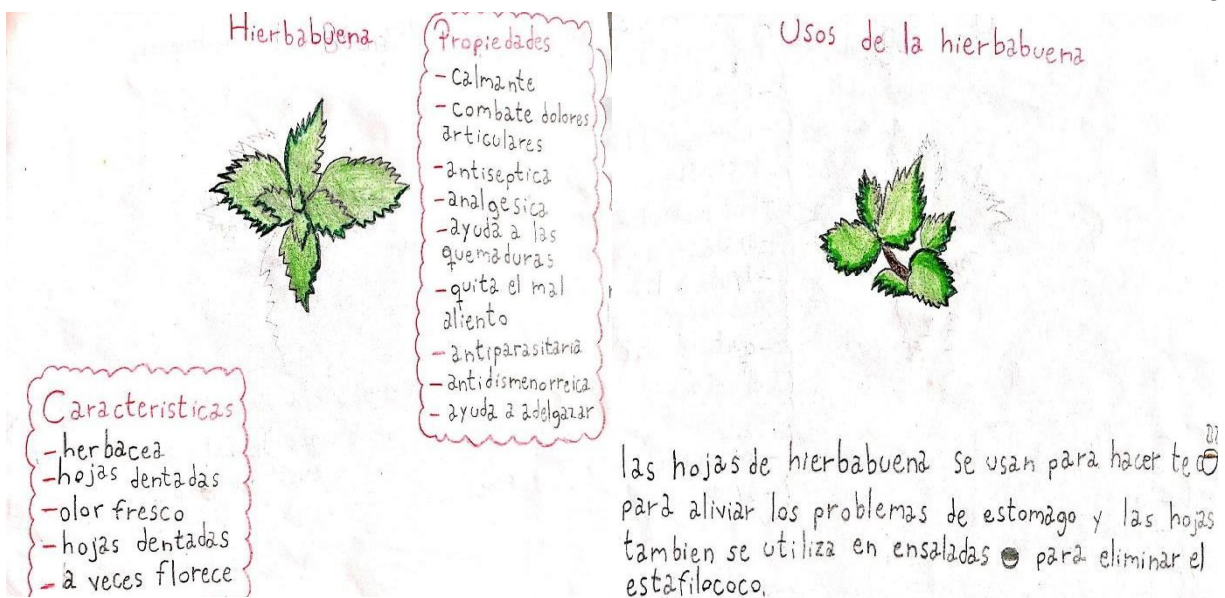 Hierbabuena
Propiedades
- Calmante
- combate dolores
articulares
- antiseptica
- analgesica
- ayuda a las
quemaduras
- quita el mal
aliento
- antiparasitaria
- antidismenorreica
- ayuda a adelgazar
Caracteristicas
- herbacea
- hojas dentadas
- olor fresco
- hojas dentadas
- a veces florece
Usos de la hierbabuena
las hojas de hierbabuena se usan para hacer te
para aliviar los problemas de estomago y las hojas
tambien se utiliza en ensaladas para eliminar el
estafilococo.